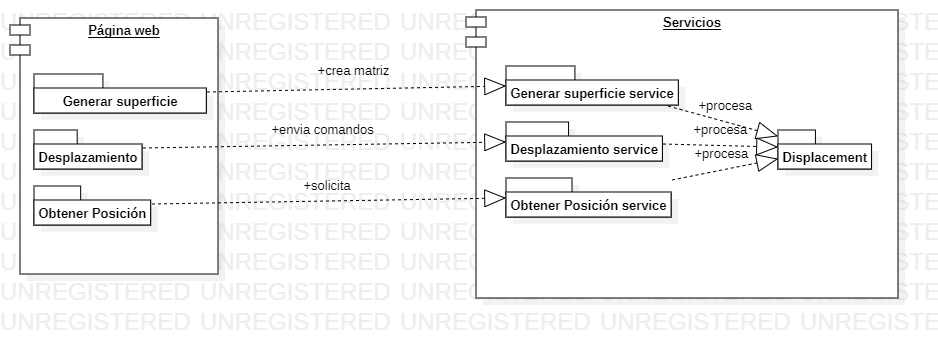 Página web
Generar superficie
Desplazamiento
Obtener Posición
+crea matriz
+envia comandos
+solicita
Servicios
Generar superficie service
Desplazamiento service
Obtener Posición service
+procesa
+procesa
+procesa
Displacement
UNREGISTERED UNREGISTERED UNREGISTERED UNREGISTERED UNREGISTE